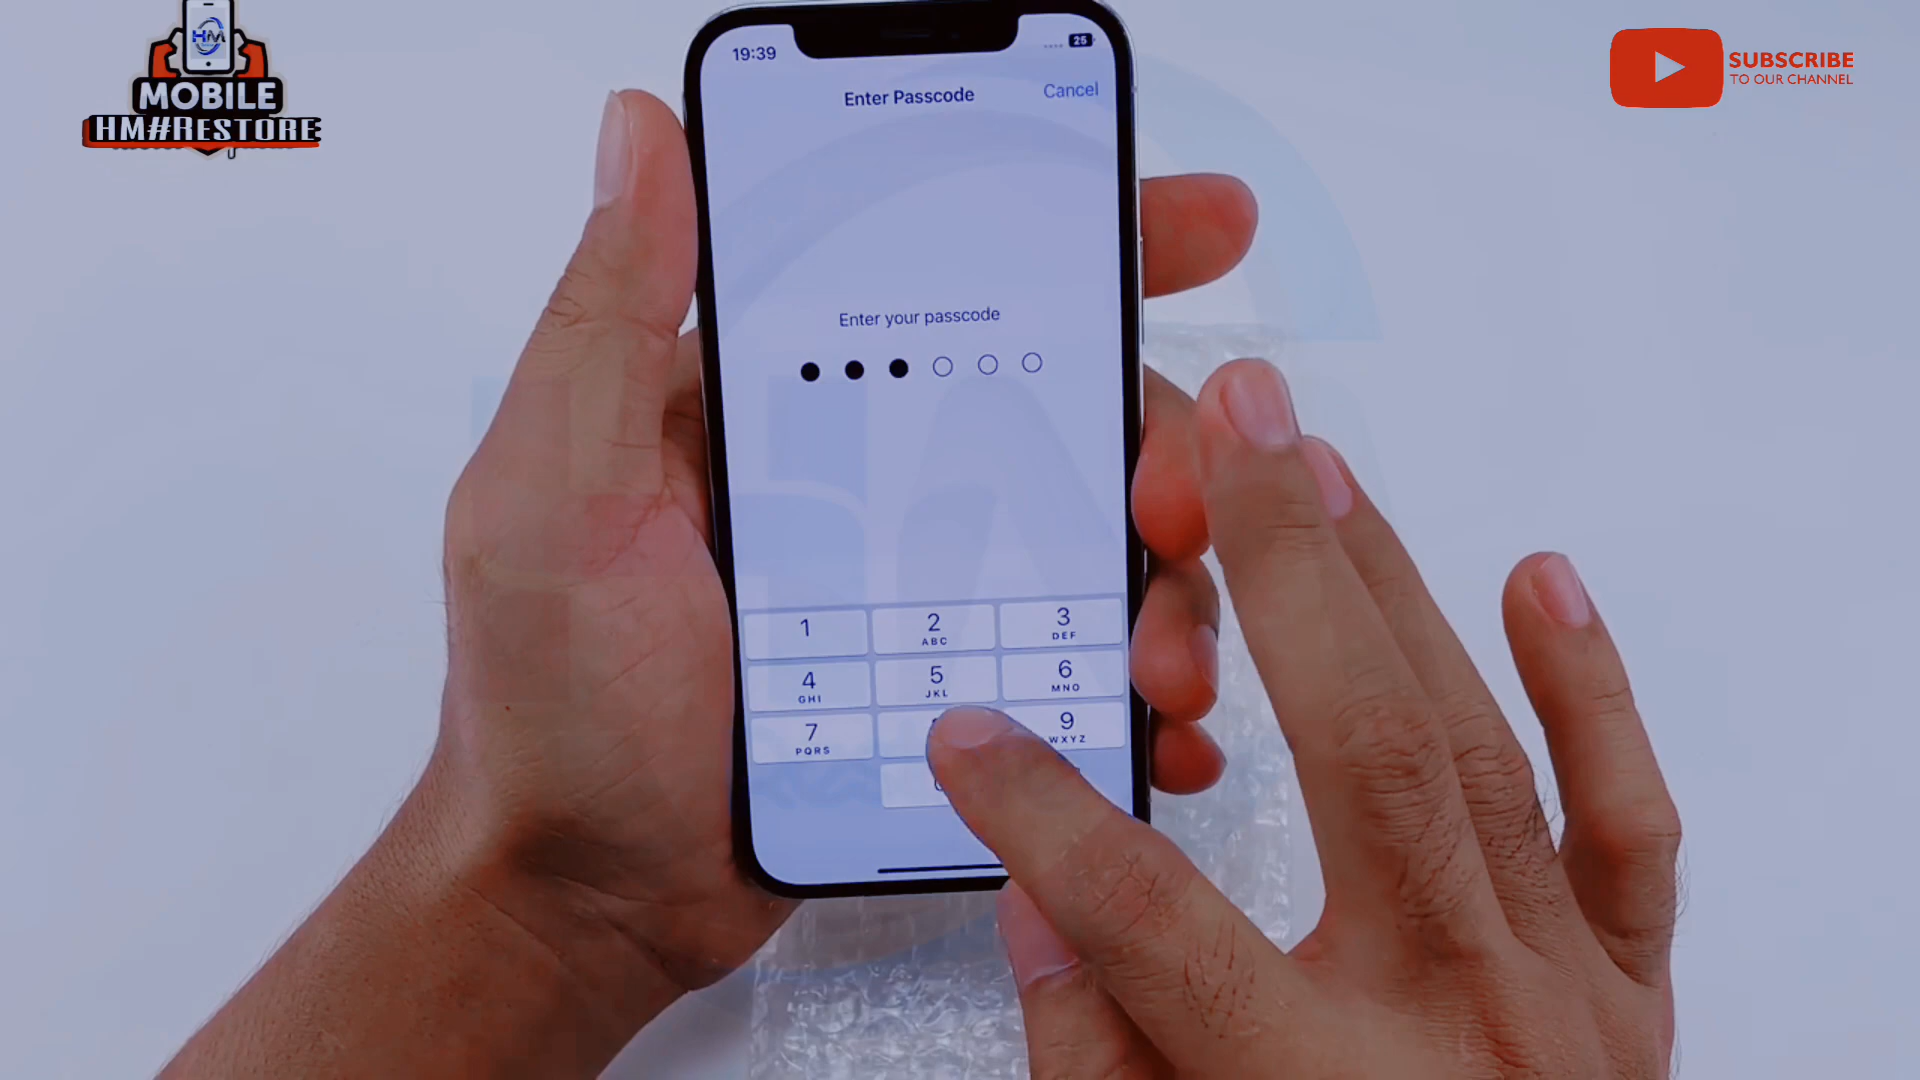 HM
MOBILE
HM#RESTORE
SUBSCRIBE
TO OUR CHANNEL
19:39
25
Enter Passcode
Cancel
Enter your passcode
1
2
ABC
3
DEF
4
GHI
5
JKL
6
MNO
7
PQRS
9
WXYZ